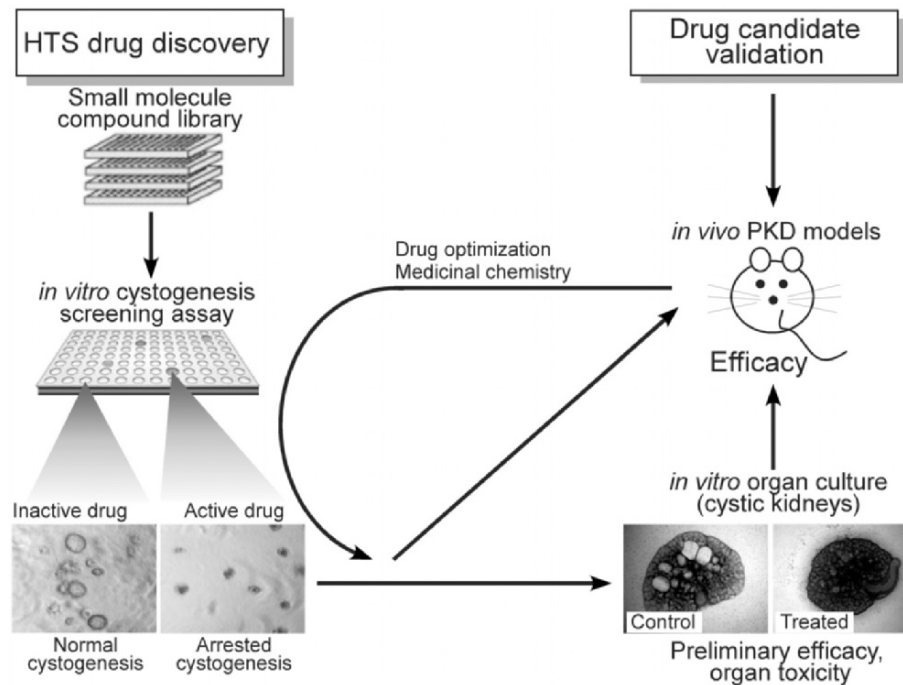 HTS drug discovery
Small molecule
compound library
in vitro cystogenesis
screening assay
Inactive drug
Active drug
Normal
cystogenesis
Arrested
cystogenesis
Drug optimization
Medicinal chemistry
Drug candidate
validation
in vivo PKD models
Efficacy
in vitro organ culture
(cystic kidneys)
Control
Treated
Preliminary efficacy,
organ toxicity